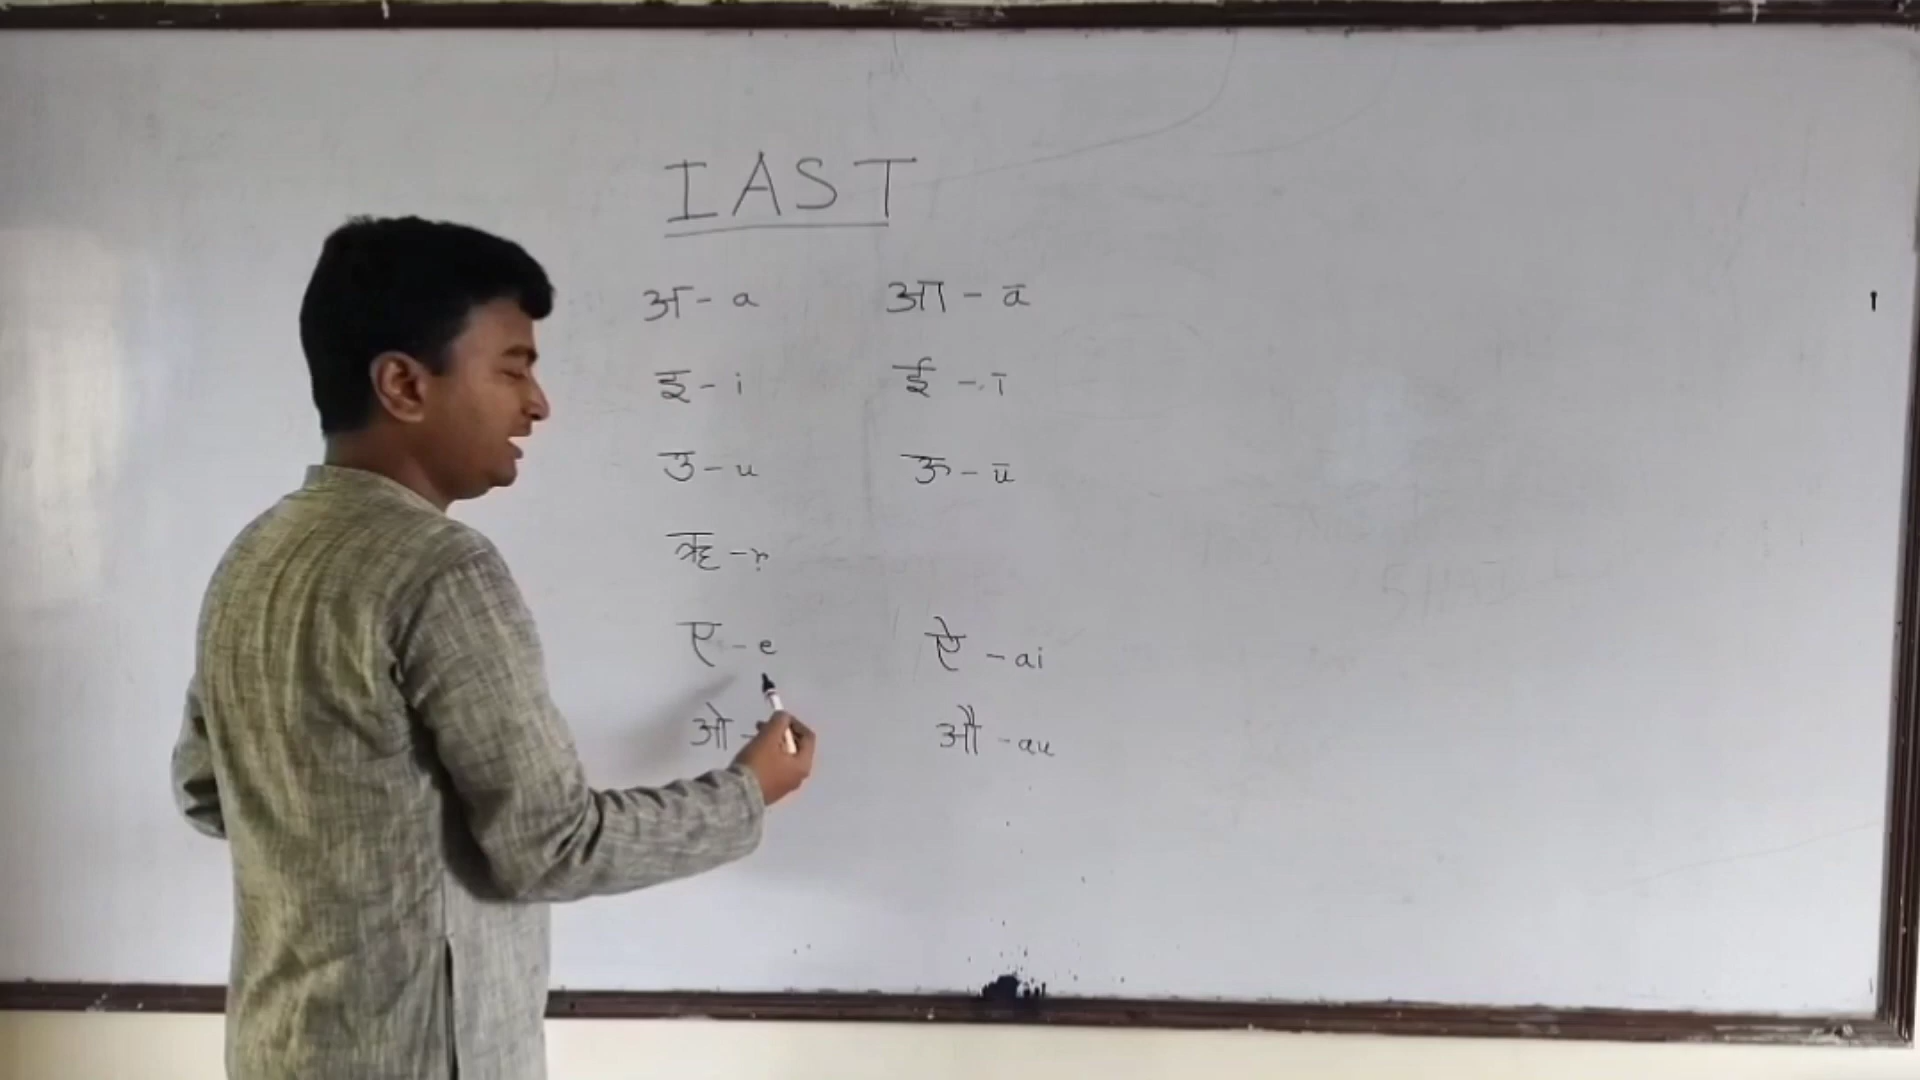 IAST
अ - a आ - ā
इ - i ई - ī
उ - u ऊ - ū
ऋ - ṛ
ए - e ऐ - ai
ओ - औ - au